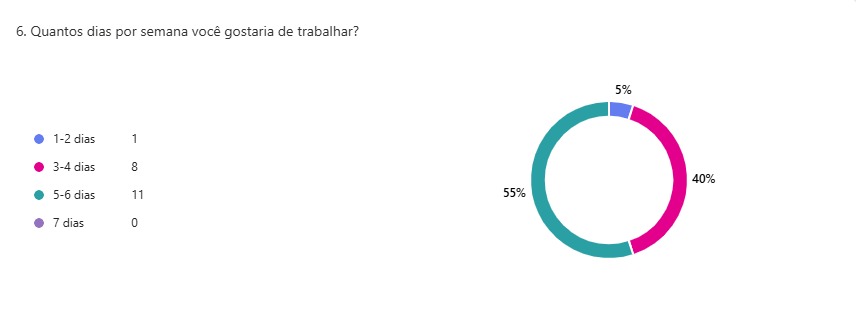 6. Quantos dias por semana você gostaria de trabalhar?
5%
1-2 dias 1
3-4 dias 8
40%
5-6 dias 11
55%
7 dias 0